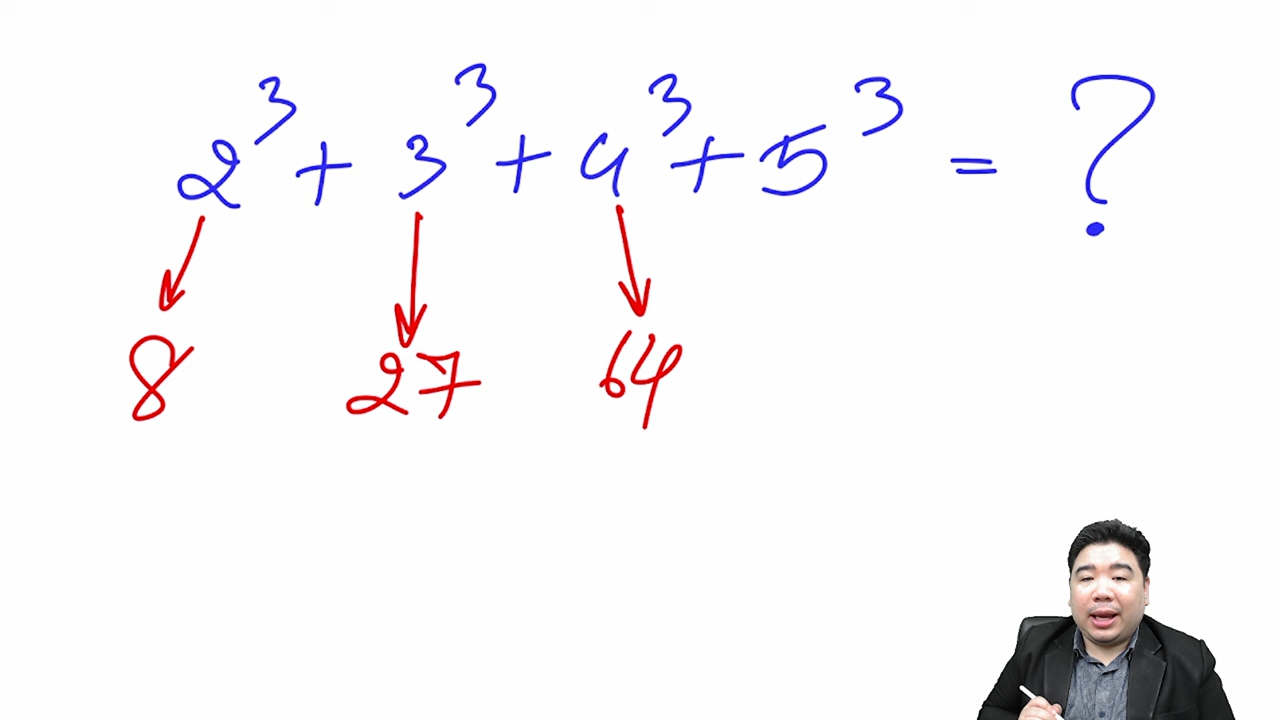 2³ + 3³ + 4³ + 5³ = ?
8 27 64